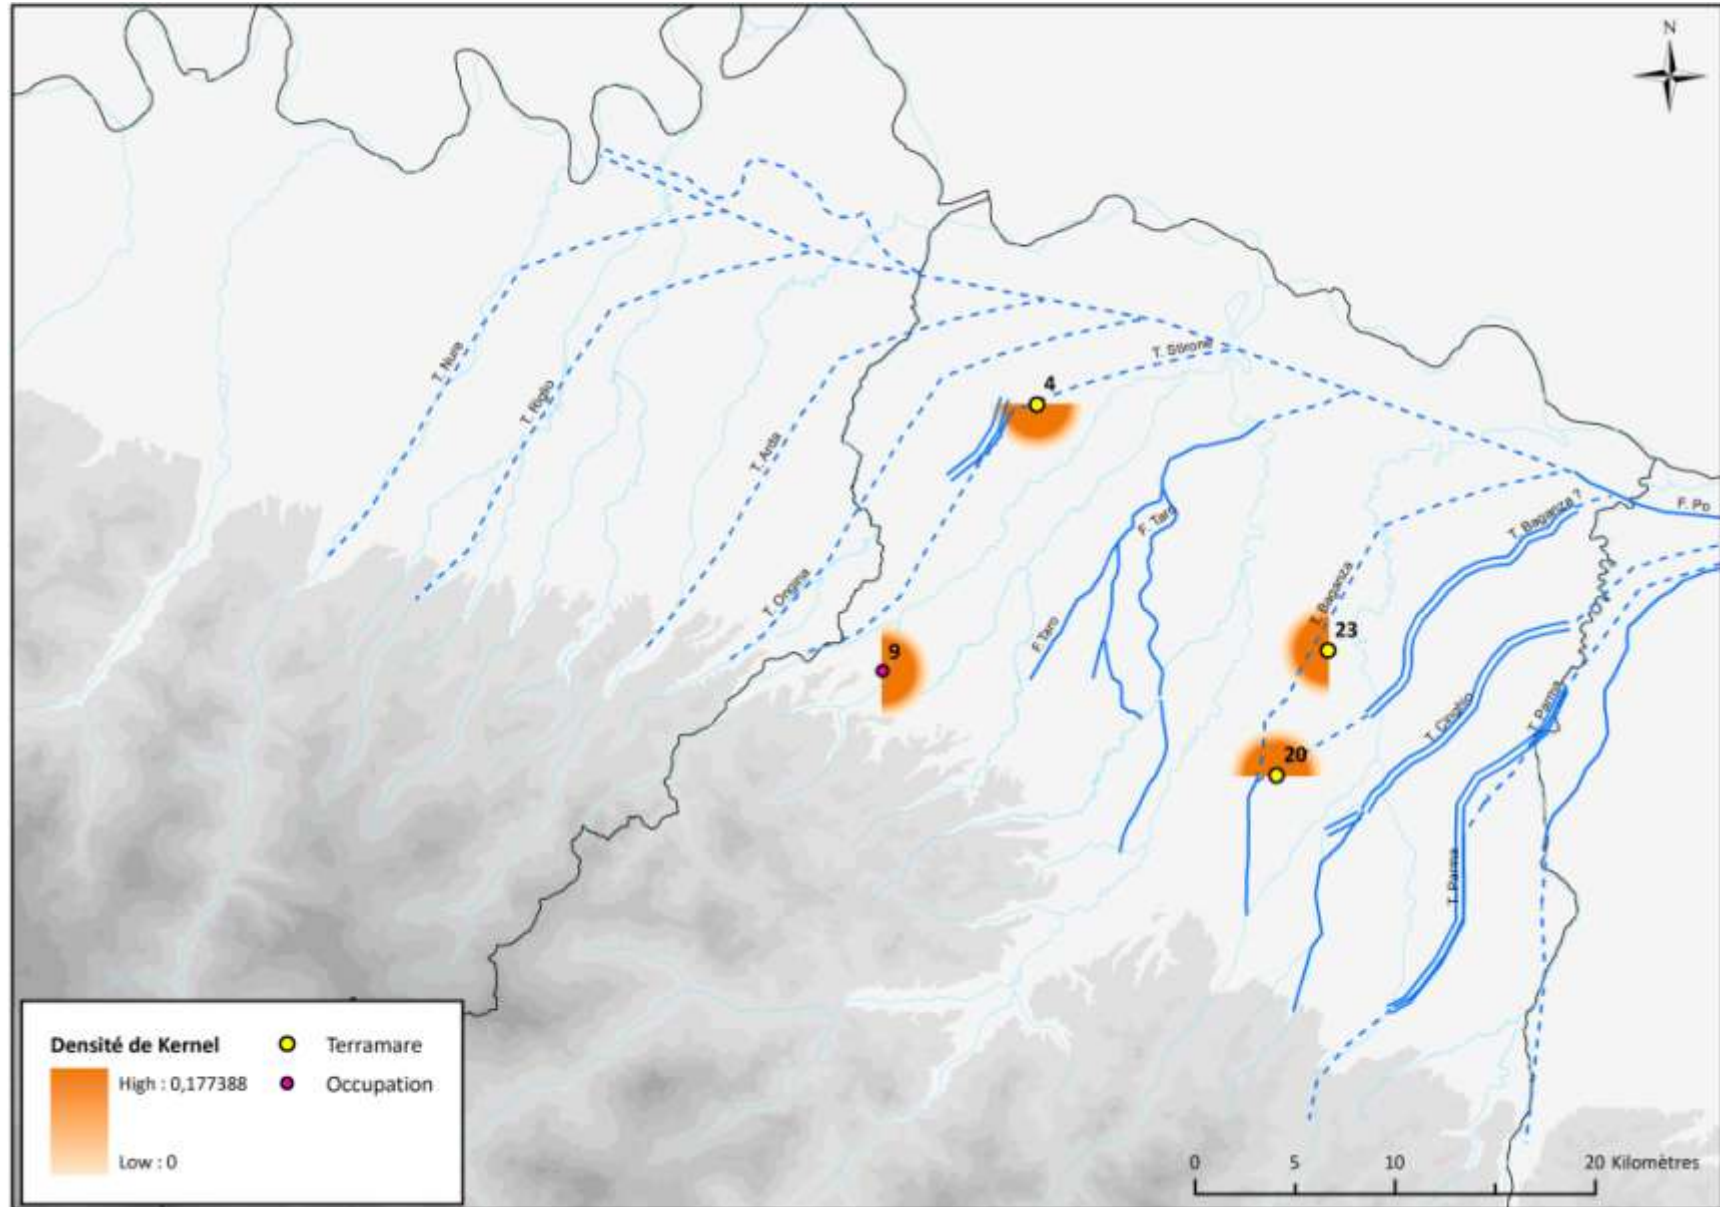 N
T. Nure
T. Riglio
T. Arda
T. Ongina
T. Stirone
4
F. Taro
F. Taro
T. Baganza
T. Baganza ?
F. Po
9
23
20
T. Cinghio
T. Parma
T. Parma
Densité de Kernel
High : 0,177388
Low : 0
Terramare
Occupation
0 5 10 20 Kilomètres